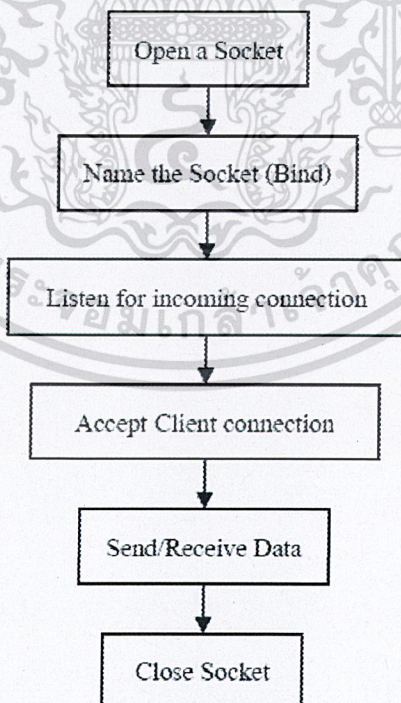 Open a Socket
Name the Socket (Bind)
Listen for incoming connection
Accept Client connection
Send/Receive Data
Close Socket